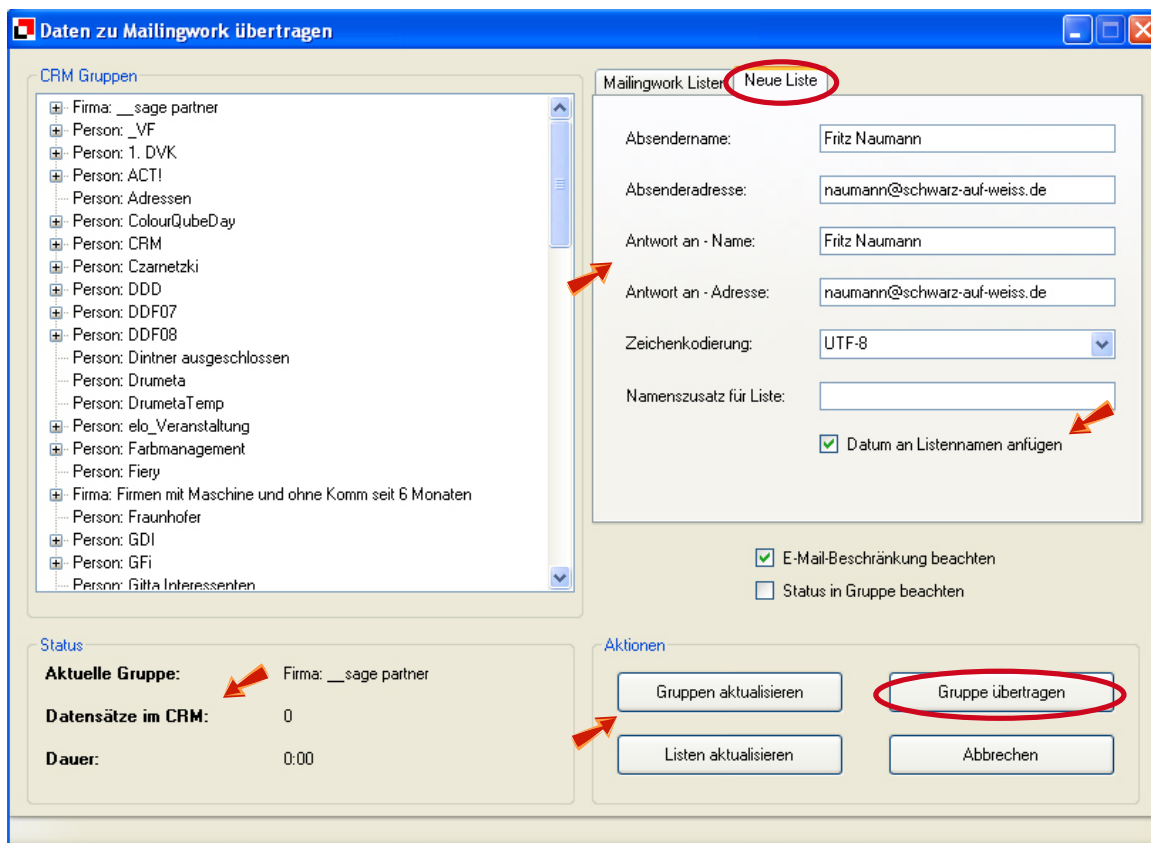 Daten zu Mailingwork übertragen
CRM Gruppen
Firma: __sage partner
Person: _VF
Person: 1. DVK
Person: ACT!
Person: Adressen
Person: ColourQubeDay
Person: CRM
Person: Czarnetzki
Person: DDD
Person: DDF07
Person: DDF08
Person: Dintner ausgeschlossen
Person: Drumeta
Person: DrumetaTemp
Person: elo_Veranstaltung
Person: Farbmanagement
Person: Fiery
Firma: Firmen mit Maschine und ohne Komm seit 6 Monaten
Person: Fraunhofer
Person: GDI
Person: GFi
Person: Gitta Interessenten
Mailingwork Listen
Neue Liste
Absendername: Fritz Naumann
Absenderadresse: naumann@schwarz-auf-weiss.de
Antwort an - Name: Fritz Naumann
Antwort an - Adresse: naumann@schwarz-auf-weiss.de
Zeichenkodierung: UTF-8
Namenszusatz für Liste:
Datum an Listennamen anfügen
E-Mail-Beschränkung beachten
Status in Gruppe beachten
Status
Aktuelle Gruppe: Firma: __sage partner
Datensätze im CRM: 0
Dauer: 0:00
Aktionen
Gruppen aktualisieren
Gruppe übertragen
Listen aktualisieren
Abbrechen